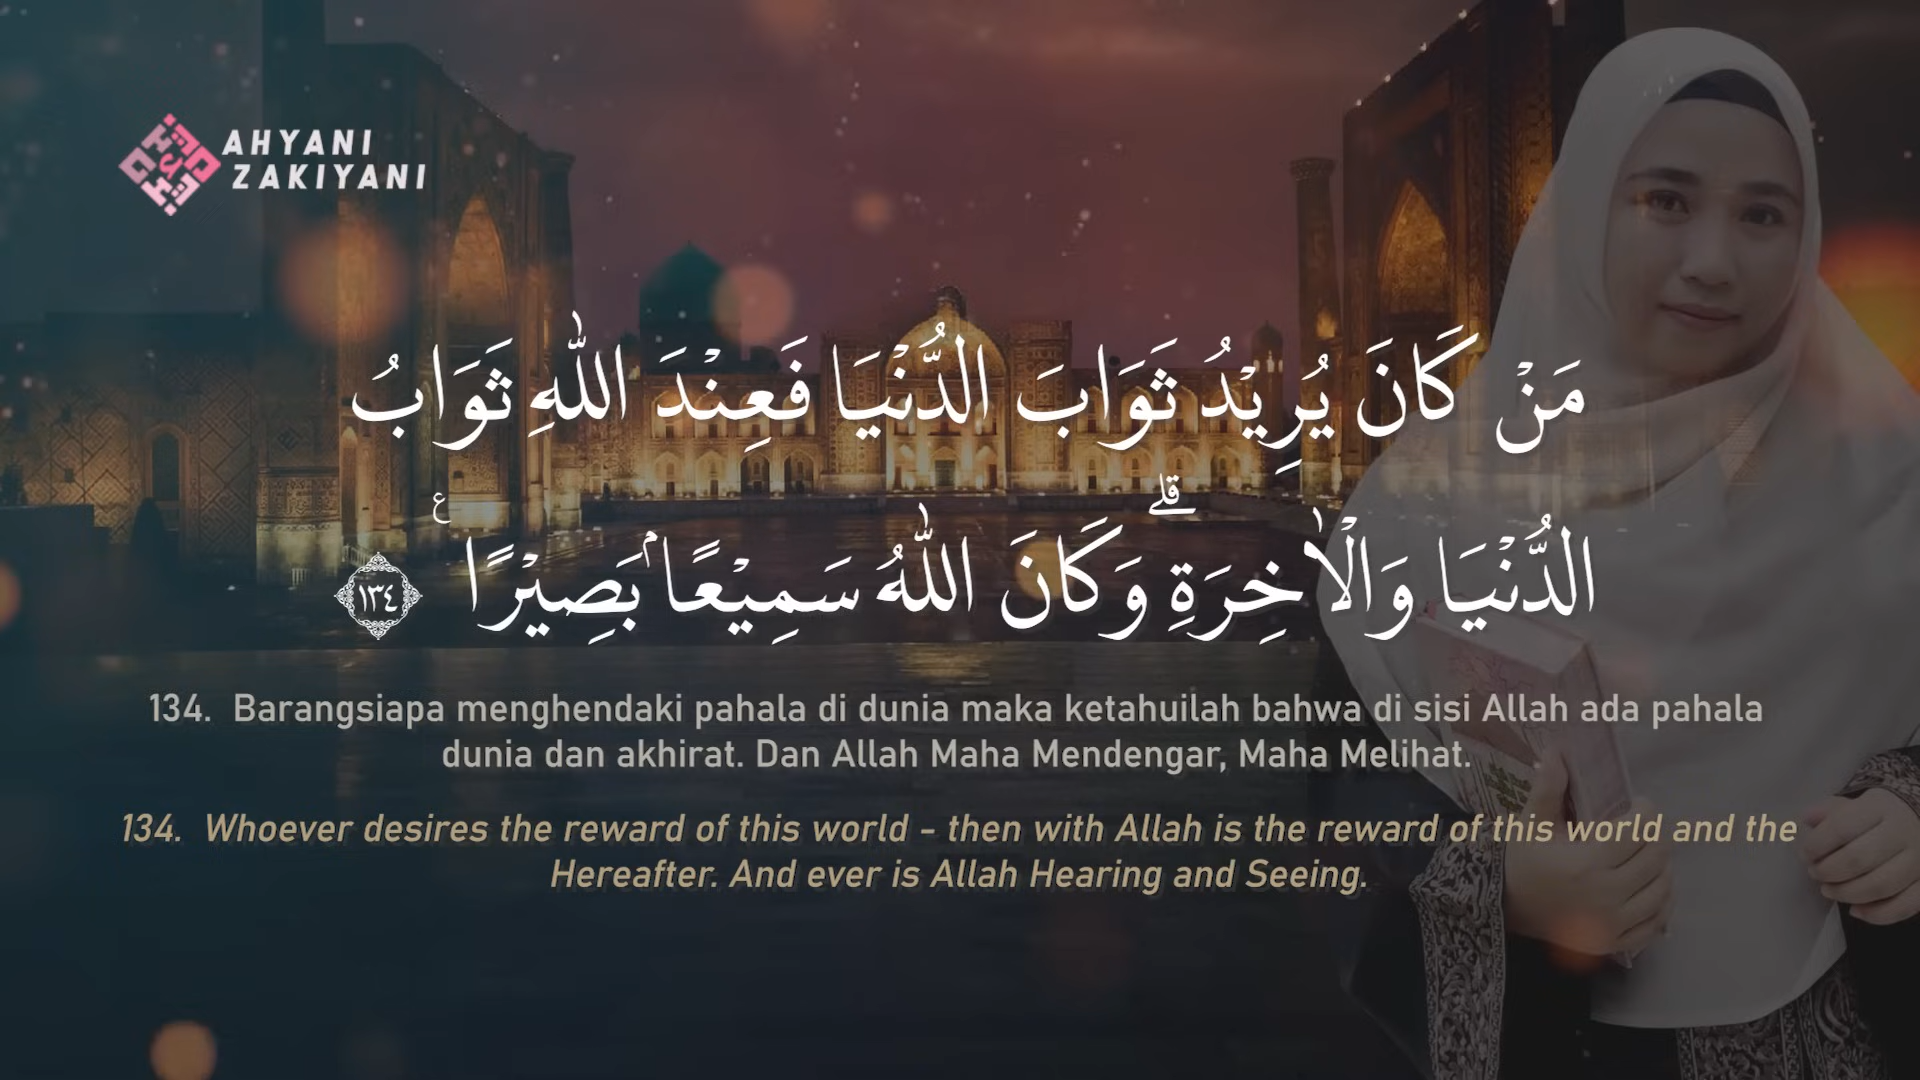 AHYANI
ZAKIYANI
مَنْ كَانَ يُرِيْدُ ثَوَابَ الدُّنْيَا فَعِنْدَ اللّٰهِ ثَوَابُ
الدُّنْيَا وَالْاٰخِرَةِ ۗ وَكَانَ اللّٰهُ سَمِيْعًاۢ بَصِيْرًا ࣖ ١٣٤
134. Barangsiapa menghendaki pahala di dunia maka ketahuilah bahwa di sisi Allah ada pahala
dunia dan akhirat. Dan Allah Maha Mendengar, Maha Melihat.
134. Whoever desires the reward of this world - then with Allah is the reward of this world and the
Hereafter. And ever is Allah Hearing and Seeing.